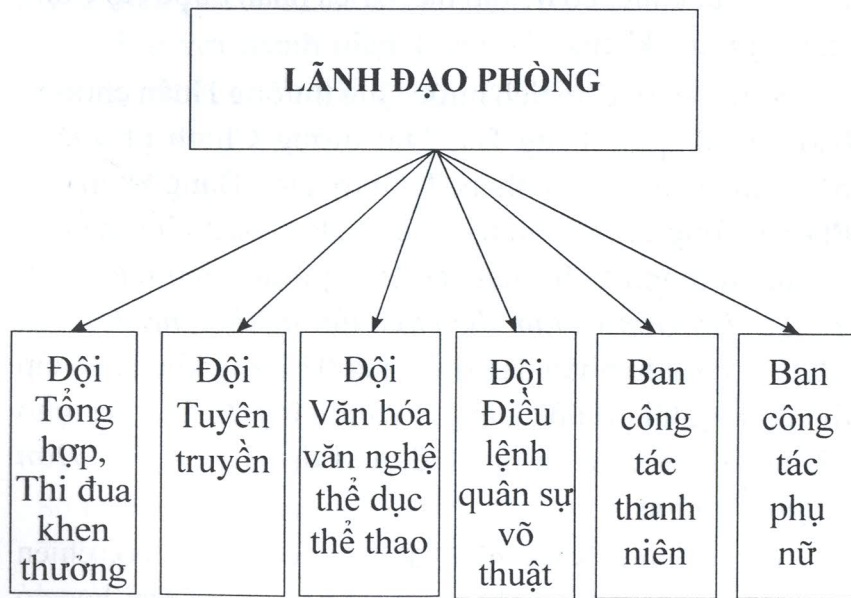 LÃNH ĐẠO PHÒNG
Đội
Tổng
hợp,
Thi đua
khen
thưởng
Đội
Tuyên
truyền
Đội
Văn hóa
văn nghệ
thể dục
thể thao
Đội
Điều
lệnh
quân sự
võ
thuật
Ban
công
tác
thanh
niên
Ban
công
tác
phụ
nữ